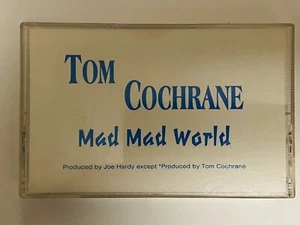 TOM
COCHRANE
Mad Mad World
Produced by Joe Hardy except *Produced by Tom Cochrane